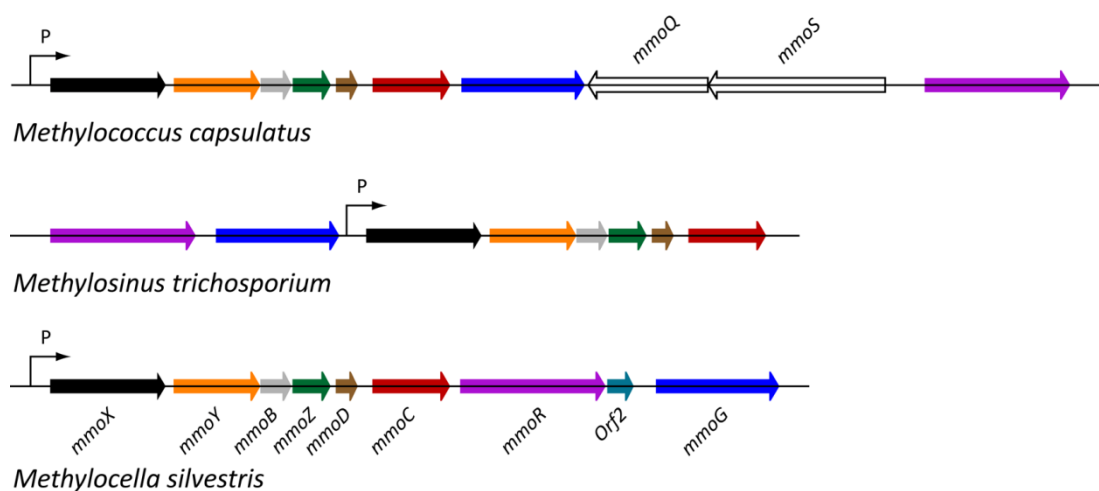 P
mmoQ
mmoS
Methylococcus capsulatus
P
Methylosinus trichosporium
P
mmoX
mmoY
mmoB
mmoZ
mmoD
mmoC
mmoR
Orf2
mmoG
Methylocella silvestris